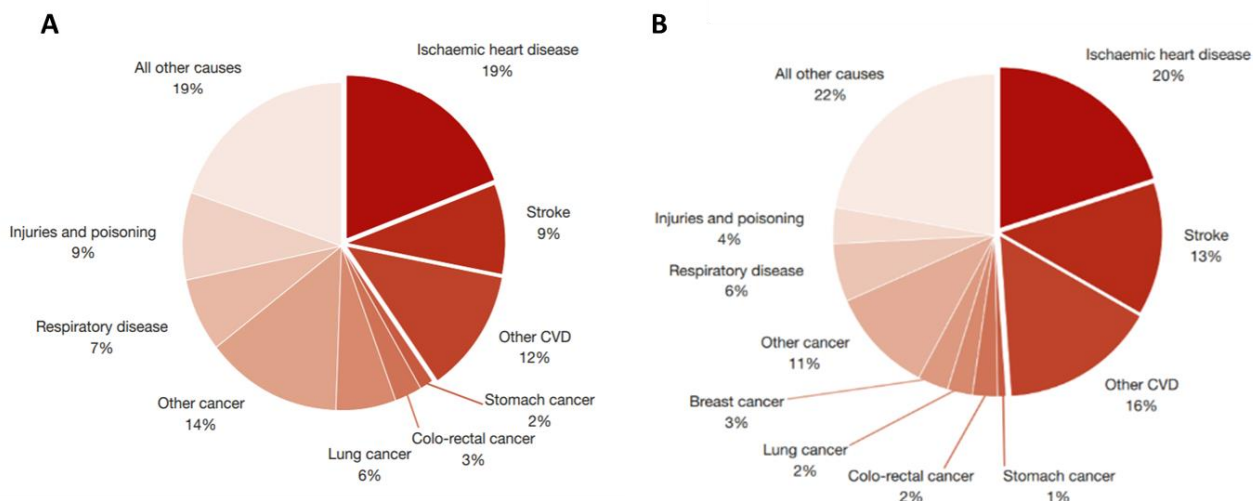 A
Ischaemic heart disease
19%
Stroke
9%
Other CVD
12%
Stomach cancer
2%
Colo-rectal cancer
3%
Lung cancer
6%
Other cancer
14%
Respiratory disease
7%
Injuries and poisoning
9%
All other causes
19%
B
Ischaemic heart disease
20%
Stroke
13%
Other CVD
16%
Stomach cancer
1%
Colo-rectal cancer
2%
Lung cancer
2%
Breast cancer
3%
Other cancer
11%
Respiratory disease
6%
Injuries and poisoning
4%
All other causes
22%